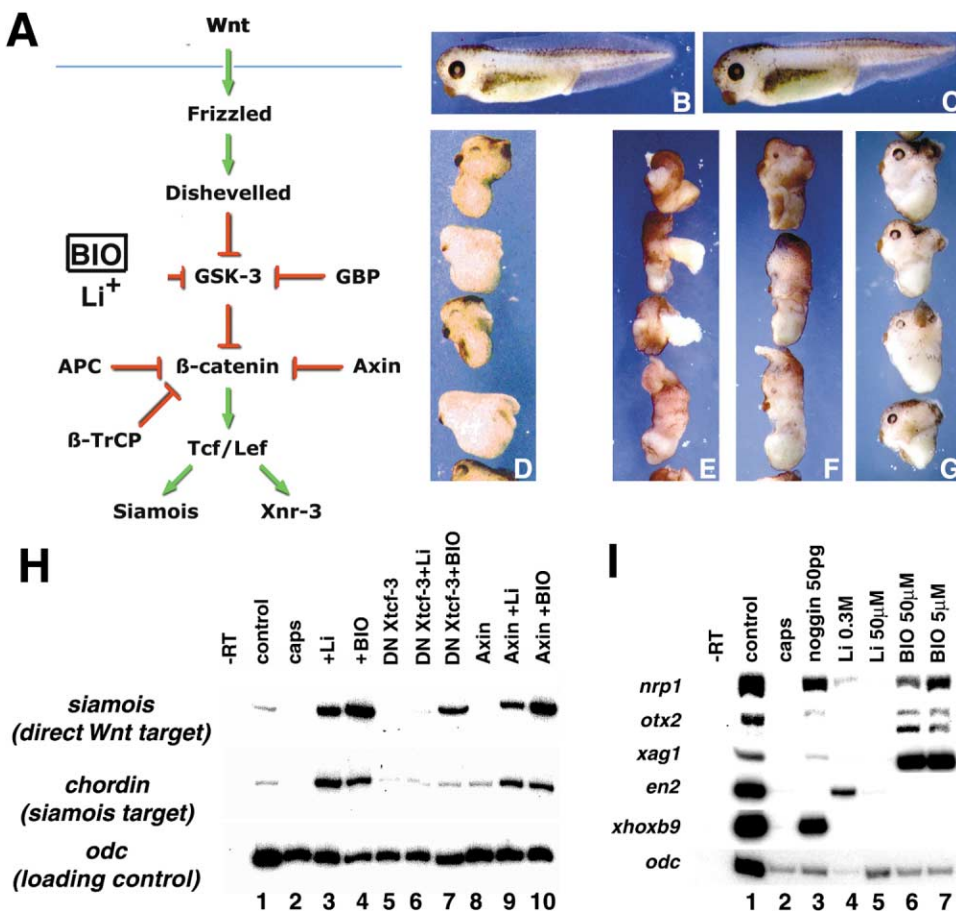 A
Wnt
Frizzled
Dishevelled
BIO
Li+
GSK-3
GBP
APC
ß-catenin
Axin
ß-TrCP
Tcf/Lef
Siamois
Xnr-3
B
C
D
E
F
G
H
-RT
control
caps
+Li
+BIO
DN Xtcf-3
DN Xtcf-3+Li
DN Xtcf-3+BIO
Axin
Axin +Li
Axin +BIO
siamois
(direct Wnt target)
chordin
(siamois target)
odc
(loading control)
1 2 3 4 5 6 7 8 9 10
I
-RT
control
caps
noggin 50pg
Li 0.3M
Li 50µM
BIO 50µM
BIO 5µM
nrp1
otx2
xag1
en2
xhoxb9
odc
1 2 3 4 5 6 7